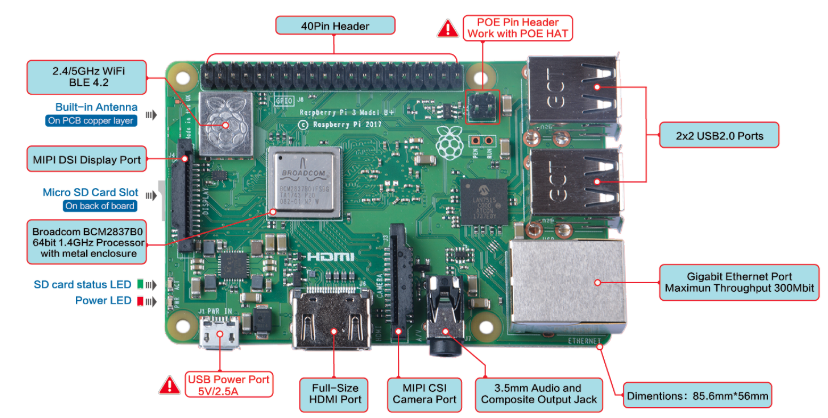 40Pin Header
POE Pin Header
Work with POE HAT
2.4/5GHz WiFi
BLE 4.2
Built-in Antenna
On PCB copper layer
MIPI DSI Display Port
Micro SD Card Slot
On back of board
Broadcom BCM2837B0
64bit 1.4GHz Processor
with metal enclosure
SD card status LED
Power LED
USB Power Port
5V/2.5A
Full-Size
HDMI Port
MIPI CSI
Camera Port
3.5mm Audio and
Composite Output Jack
Dimentions: 85.6mm*56mm
Gigabit Ethernet Port
Maximun Throughput 300Mbit
2x2 USB2.0 Ports
GPIO
Raspberry Pi 3 Model B+
© Raspberry Pi 2017
BROADCOM
HDMI
CAMERA
DISPLAY
J1 PWR IN
ETHERNET
GCT
GCT